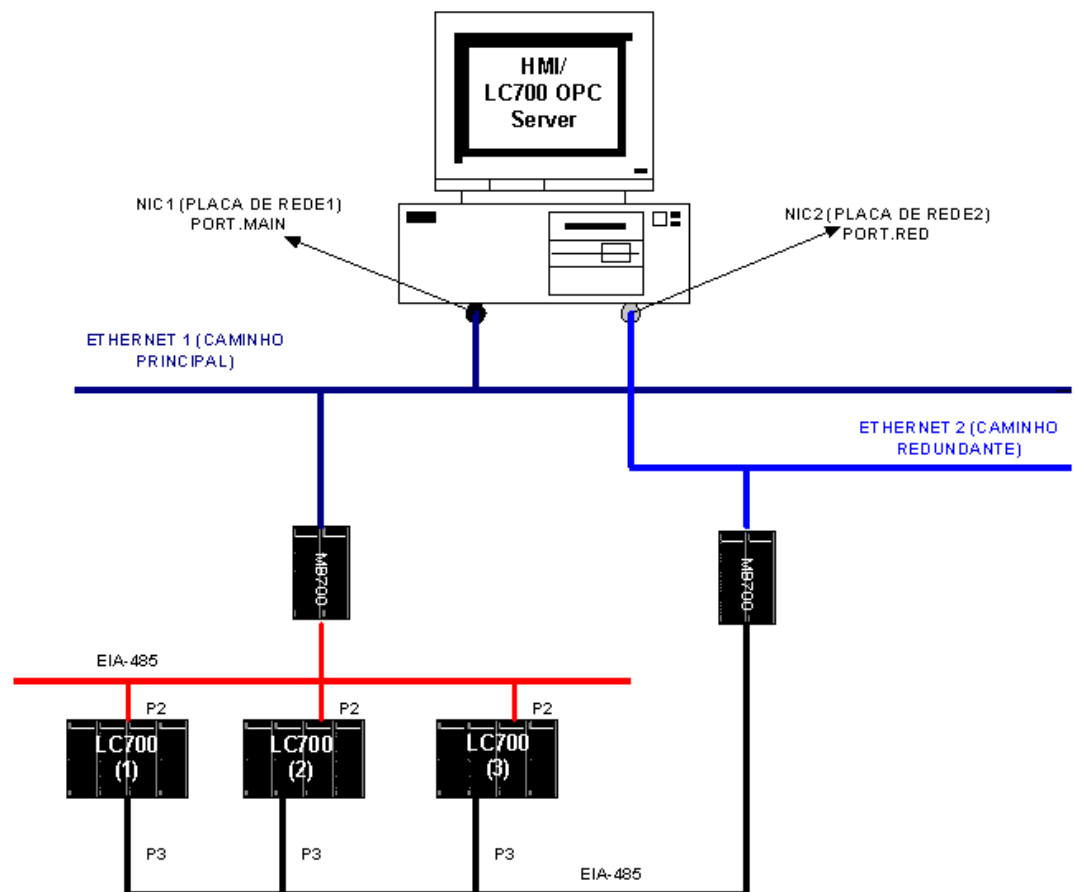 HMI/
LC700 OPC
Server
NIC1 (PLACA DE REDE1)
PORT.MAIN
NIC2 (PLACA DE REDE2)
PORT.RED
ETHERNET 1 (CAMINHO
PRINCIPAL)
ETHERNET 2 (CAMINHO
REDUNDANTE)
MB700
MB700
EIA-485
P2
P2
P2
LC700
(1)
LC700
(2)
LC700
(3)
P3
P3
P3
EIA-485